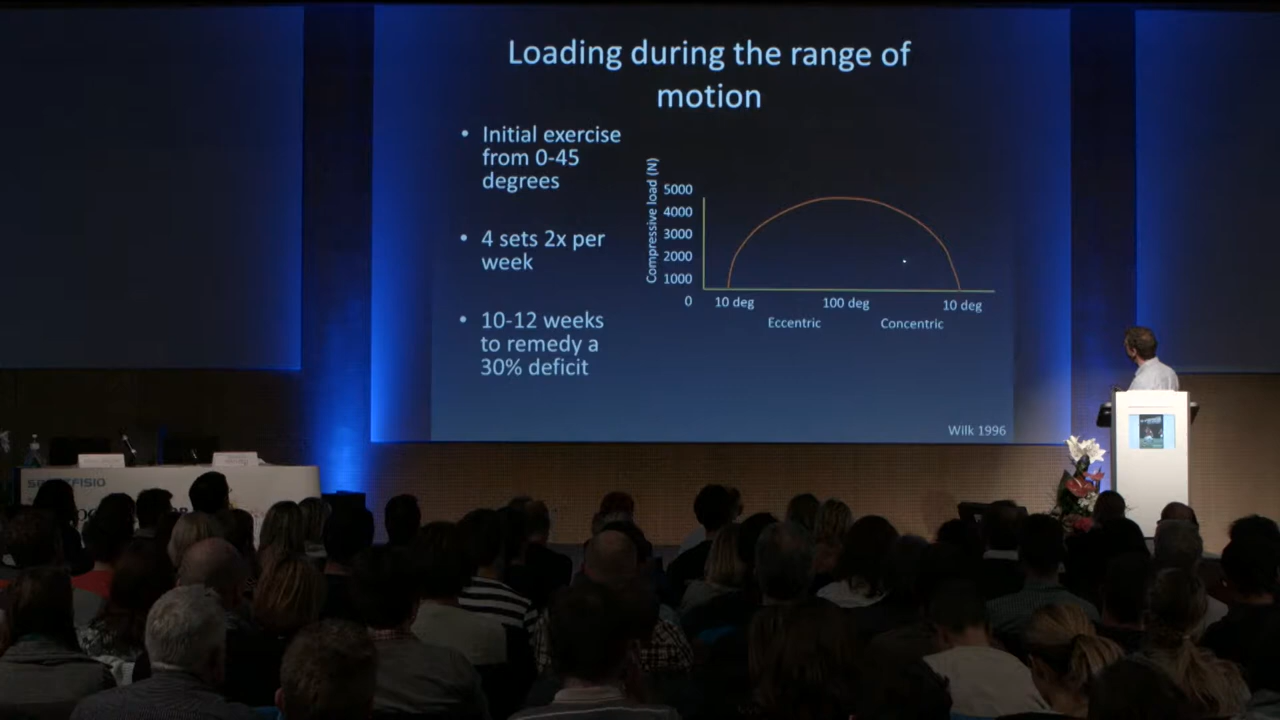 Loading during the range of
motion
• Initial exercise
from 0-45
degrees
• 4 sets 2x per
week
• 10-12 weeks
to remedy a
30% deficit
Compressive load (N)
5000
4000
3000
2000
1000
0
10 deg
100 deg
10 deg
Eccentric
Concentric
Wilk 1996